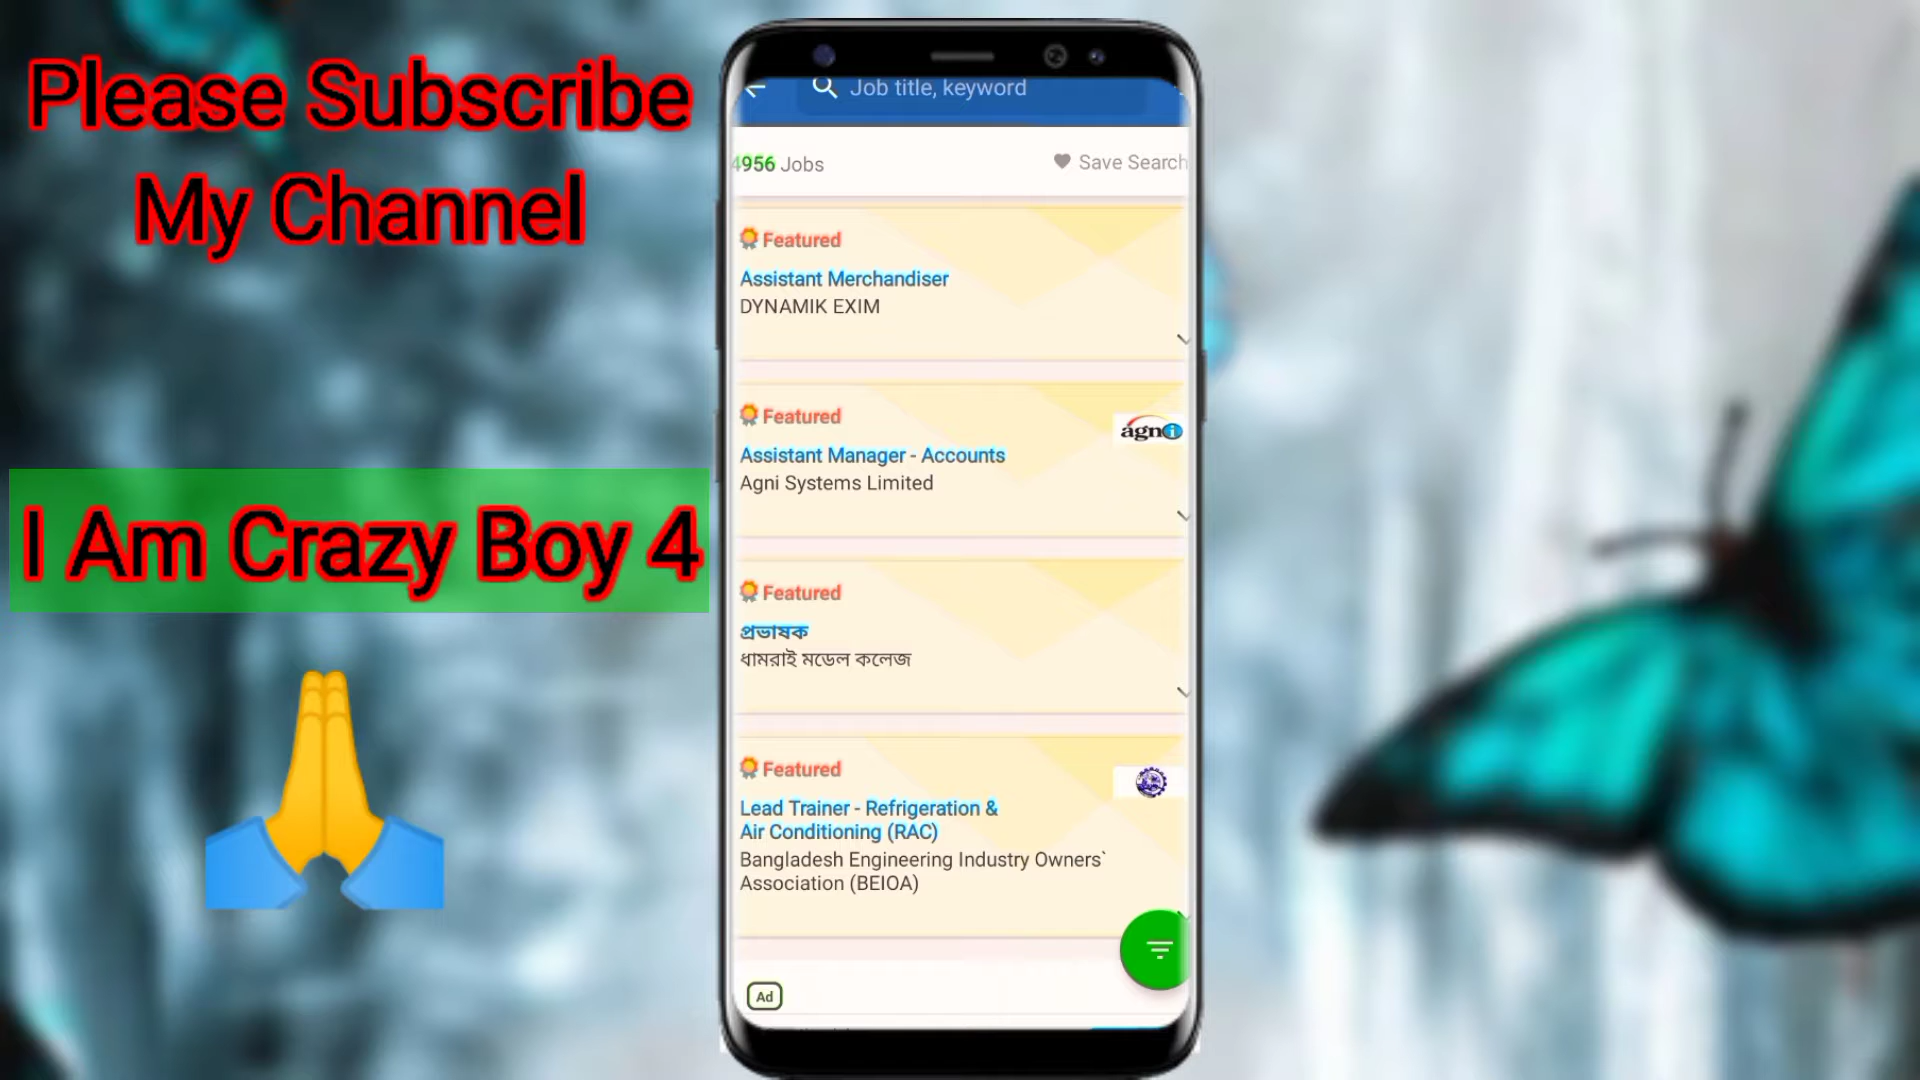 Please Subscribe
My Channel
I Am Crazy Boy 4
Job title, keyword
4956 Jobs
Save Search
Featured
Assistant Merchandiser
DYNAMIK EXIM
Featured
agni
Assistant Manager - Accounts
Agni Systems Limited
Featured
প্রভাষক
ধামরাই মডেল কলেজ
Featured
Lead Trainer - Refrigeration &
Air Conditioning (RAC)
Bangladesh Engineering Industry Owners`
Association (BEIOA)
Ad